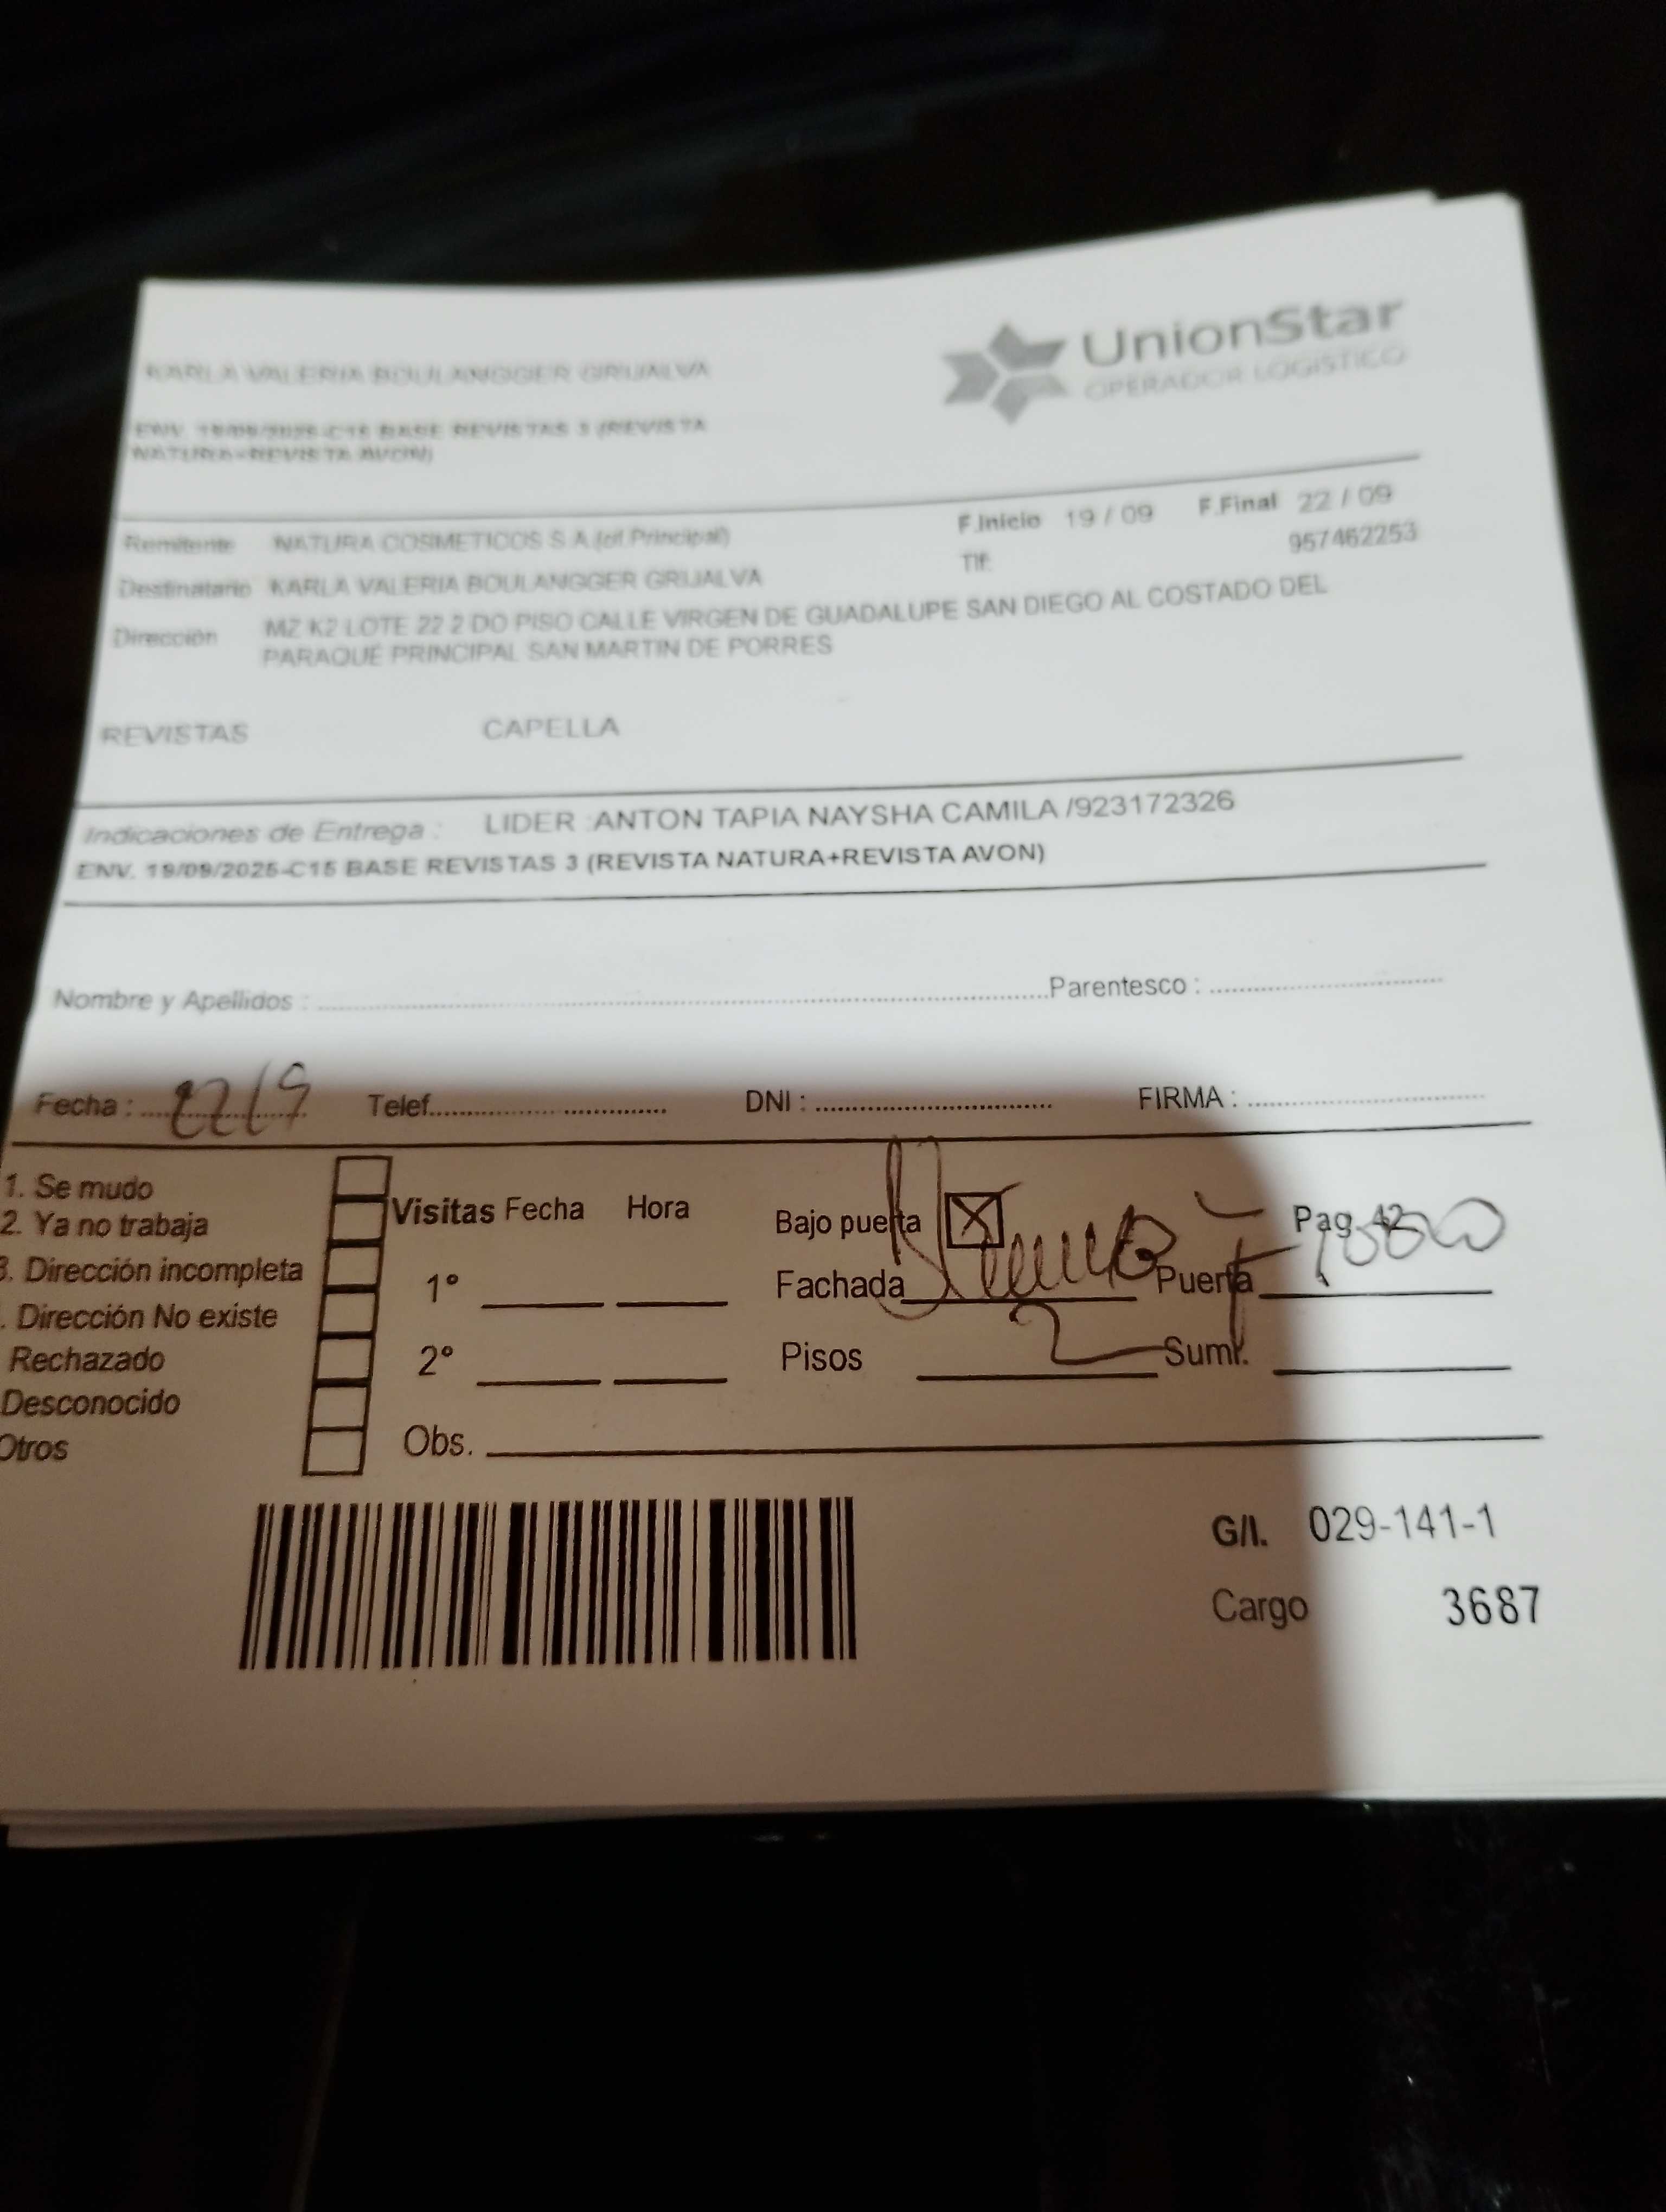 UnionStar
OPERADOR LOGISTICO
KARLA VALERIA BOULANGGER GRIJALVA
ENV. 19/09/2025-C15 BASE REVISTAS 3 (REVISTA
NATURA+REVISTA AVON)
Remitente NATURA COSMETICOS S.A.(of.Principal) F.Inicio 19 / 09 F.Final 22 / 09
Destinatario KARLA VALERIA BOULANGGER GRIJALVA Tlf: 957462253
Dirección MZ K2 LOTE 22 2 DO PISO CALLE VIRGEN DE GUADALUPE SAN DIEGO AL COSTADO DEL
PARAQUE PRINCIPAL SAN MARTIN DE PORRES
REVISTAS CAPELLA
Indicaciones de Entrega : LIDER :ANTON TAPIA NAYSHA CAMILA /923172326
ENV. 19/09/2025-C15 BASE REVISTAS 3 (REVISTA NATURA+REVISTA AVON)
Nombre y Apellidos : Parentesco :
Fecha : 22/9 Telef. DNI : FIRMA :
1. Se mudo
2. Ya no trabaja
3. Dirección incompleta
. Dirección No existe
Rechazado
Desconocido
Otros
Visitas Fecha Hora
1°
2°
Obs.
Bajo puerta X Pag. 42
Fachada Puerta
Pisos 2 Sumi.
G/I. 029-141-1
Cargo 3687